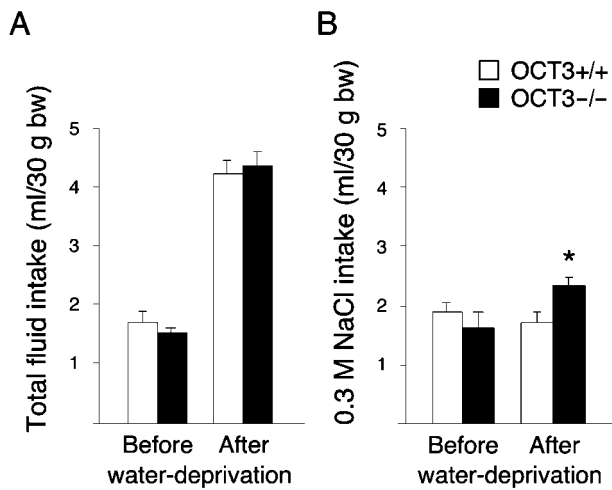 A
Total fluid intake (ml/30 g bw)
5
4
3
2
1
Before
After
water-deprivation
B
OCT3+/+
OCT3−/−
0.3 M NaCl intake (ml/30 g bw)
5
4
3
2
1
*
Before
After
water-deprivation